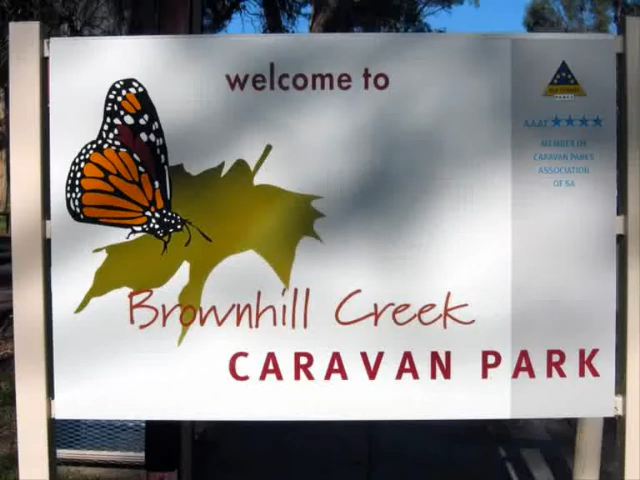 welcome to
AAAT ★★★★
MEMBER OF
CARAVAN PARKS
ASSOCIATION
OF SA
Brownhill Creek
CARAVAN PARK